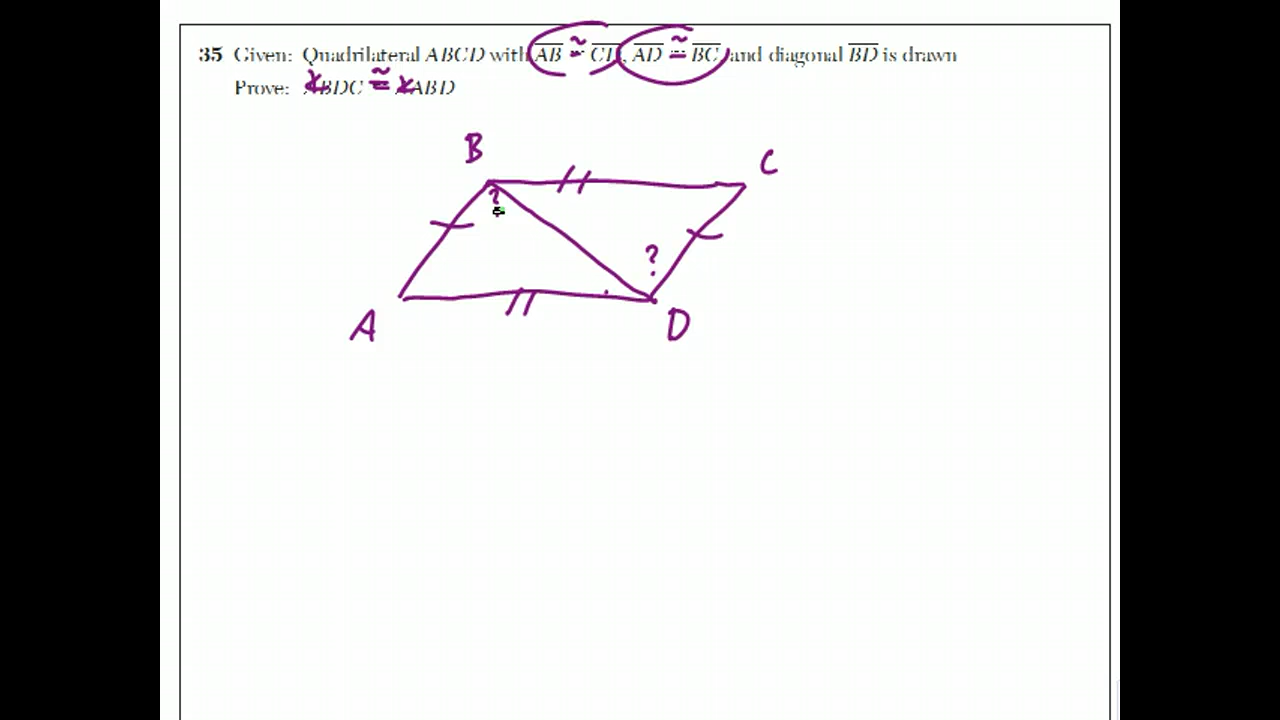 35 Given: Quadrilateral ABCD with AB ≅ CD, AD ≅ BC, and diagonal BD is drawn
Prove: ∠BDC ≅ ∠ABD
B
C
?
?
A
D